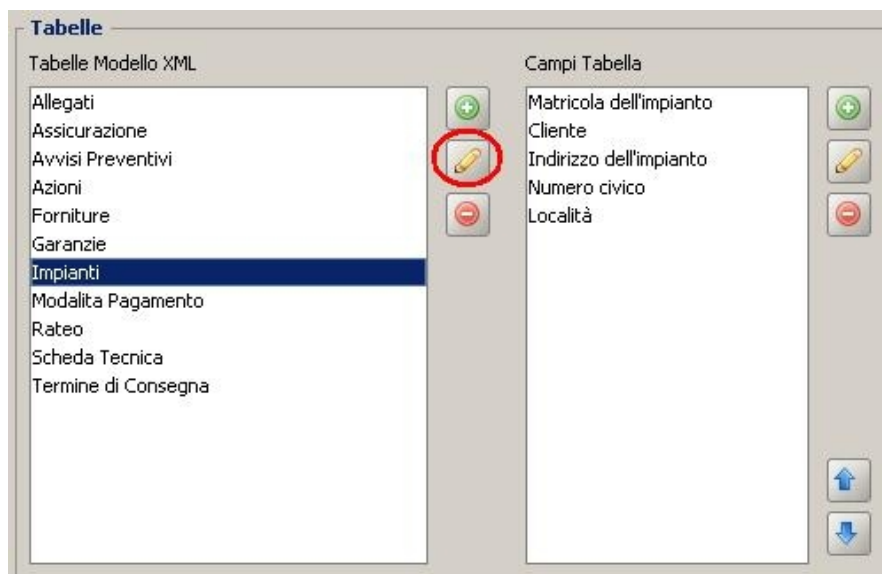 Tabelle
Tabelle Modello XML
Allegati
Assicurazione
Avvisi Preventivi
Azioni
Forniture
Garanzie
Impianti
Modalita Pagamento
Rateo
Scheda Tecnica
Termine di Consegna
Campi Tabella
Matricola dell'impianto
Cliente
Indirizzo dell'impianto
Numero civico
Località